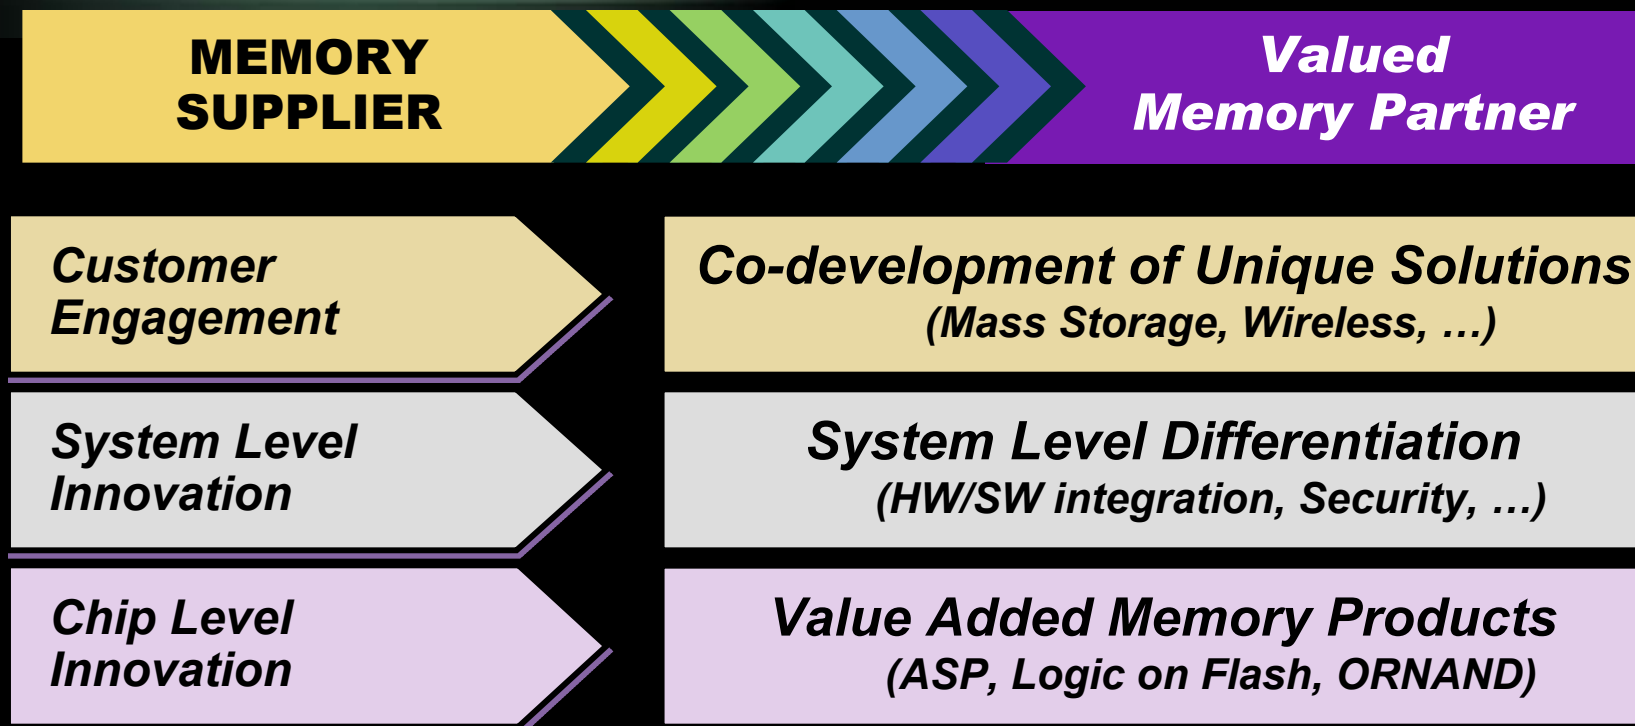 MEMORY
SUPPLIER
Valued
Memory Partner
Customer
Engagement
Co-development of Unique Solutions
(Mass Storage, Wireless, …)
System Level
Innovation
System Level Differentiation
(HW/SW integration, Security, …)
Chip Level
Innovation
Value Added Memory Products
(ASP, Logic on Flash, ORNAND)